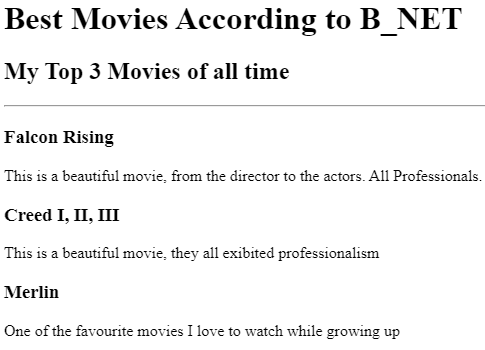 Best Movies According to B_NET
My Top 3 Movies of all time
Falcon Rising
This is a beautiful movie, from the director to the actors. All Professionals.
Creed I, II, III
This is a beautiful movie, they all exibited professionalism
Merlin
One of the favourite movies I love to watch while growing up